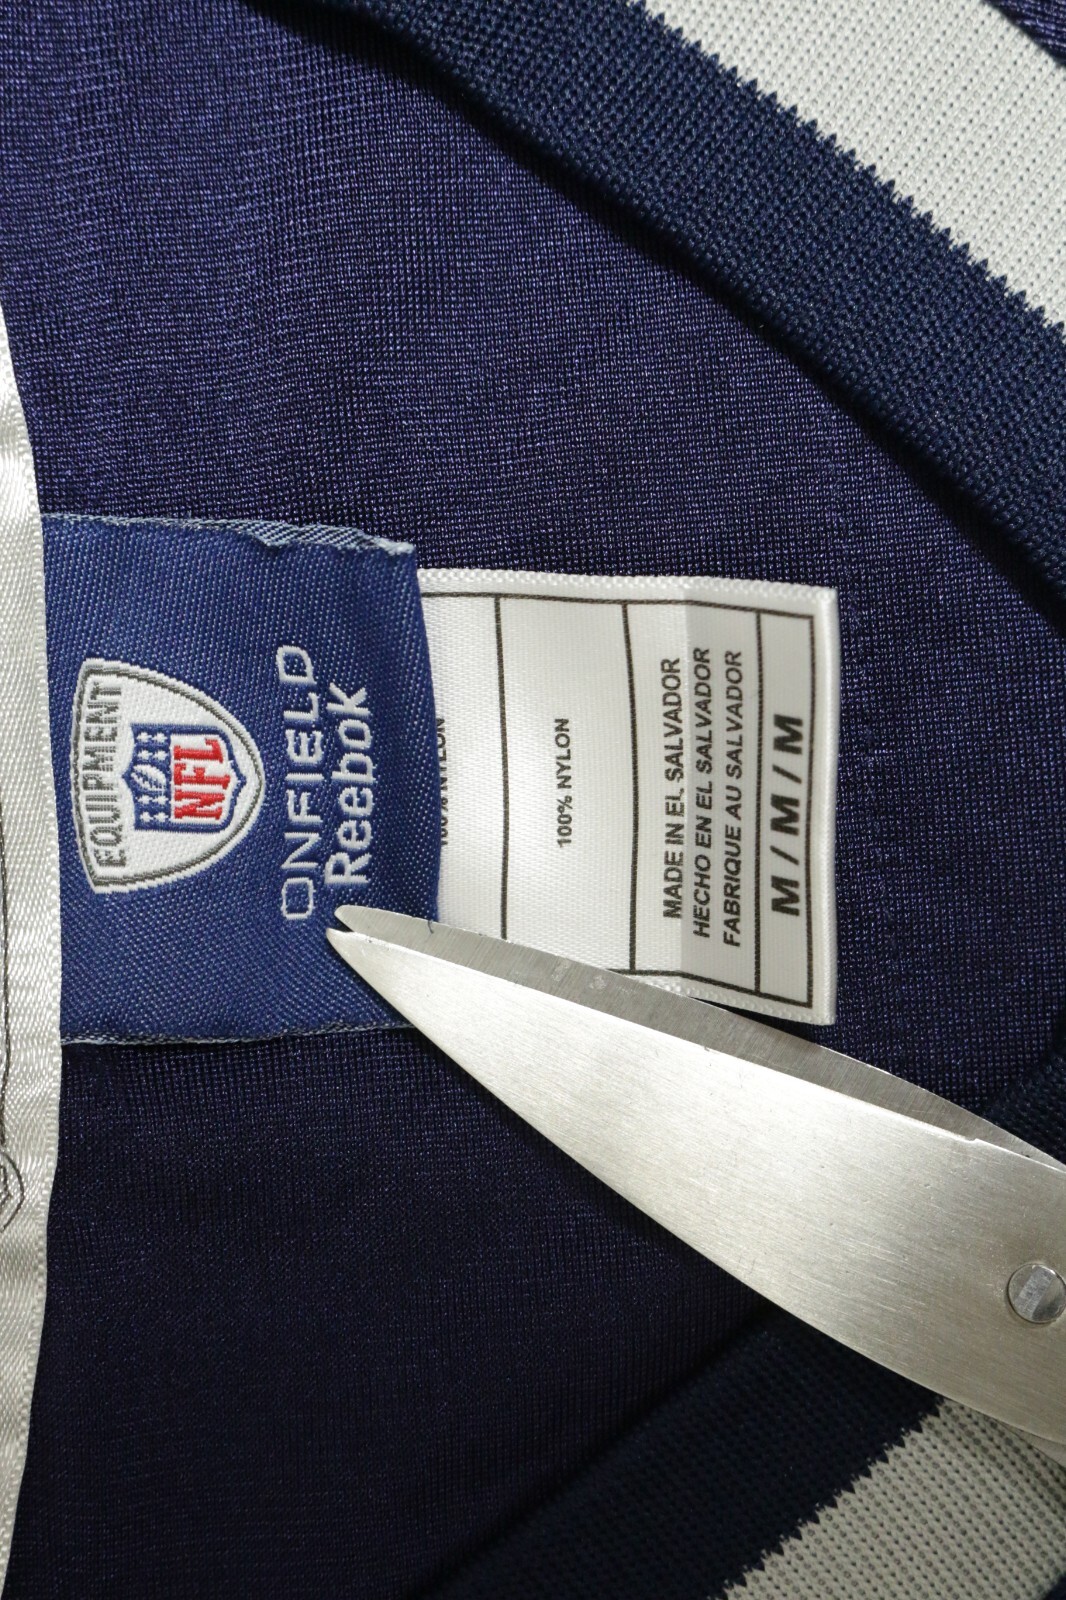 EQUIPMENT
NFL
ONFIELD
Reebok
100% NYLON
MADE IN EL SALVADOR
HECHO EN EL SALVADOR
FABRIQUE AU SALVADOR
M / M / M